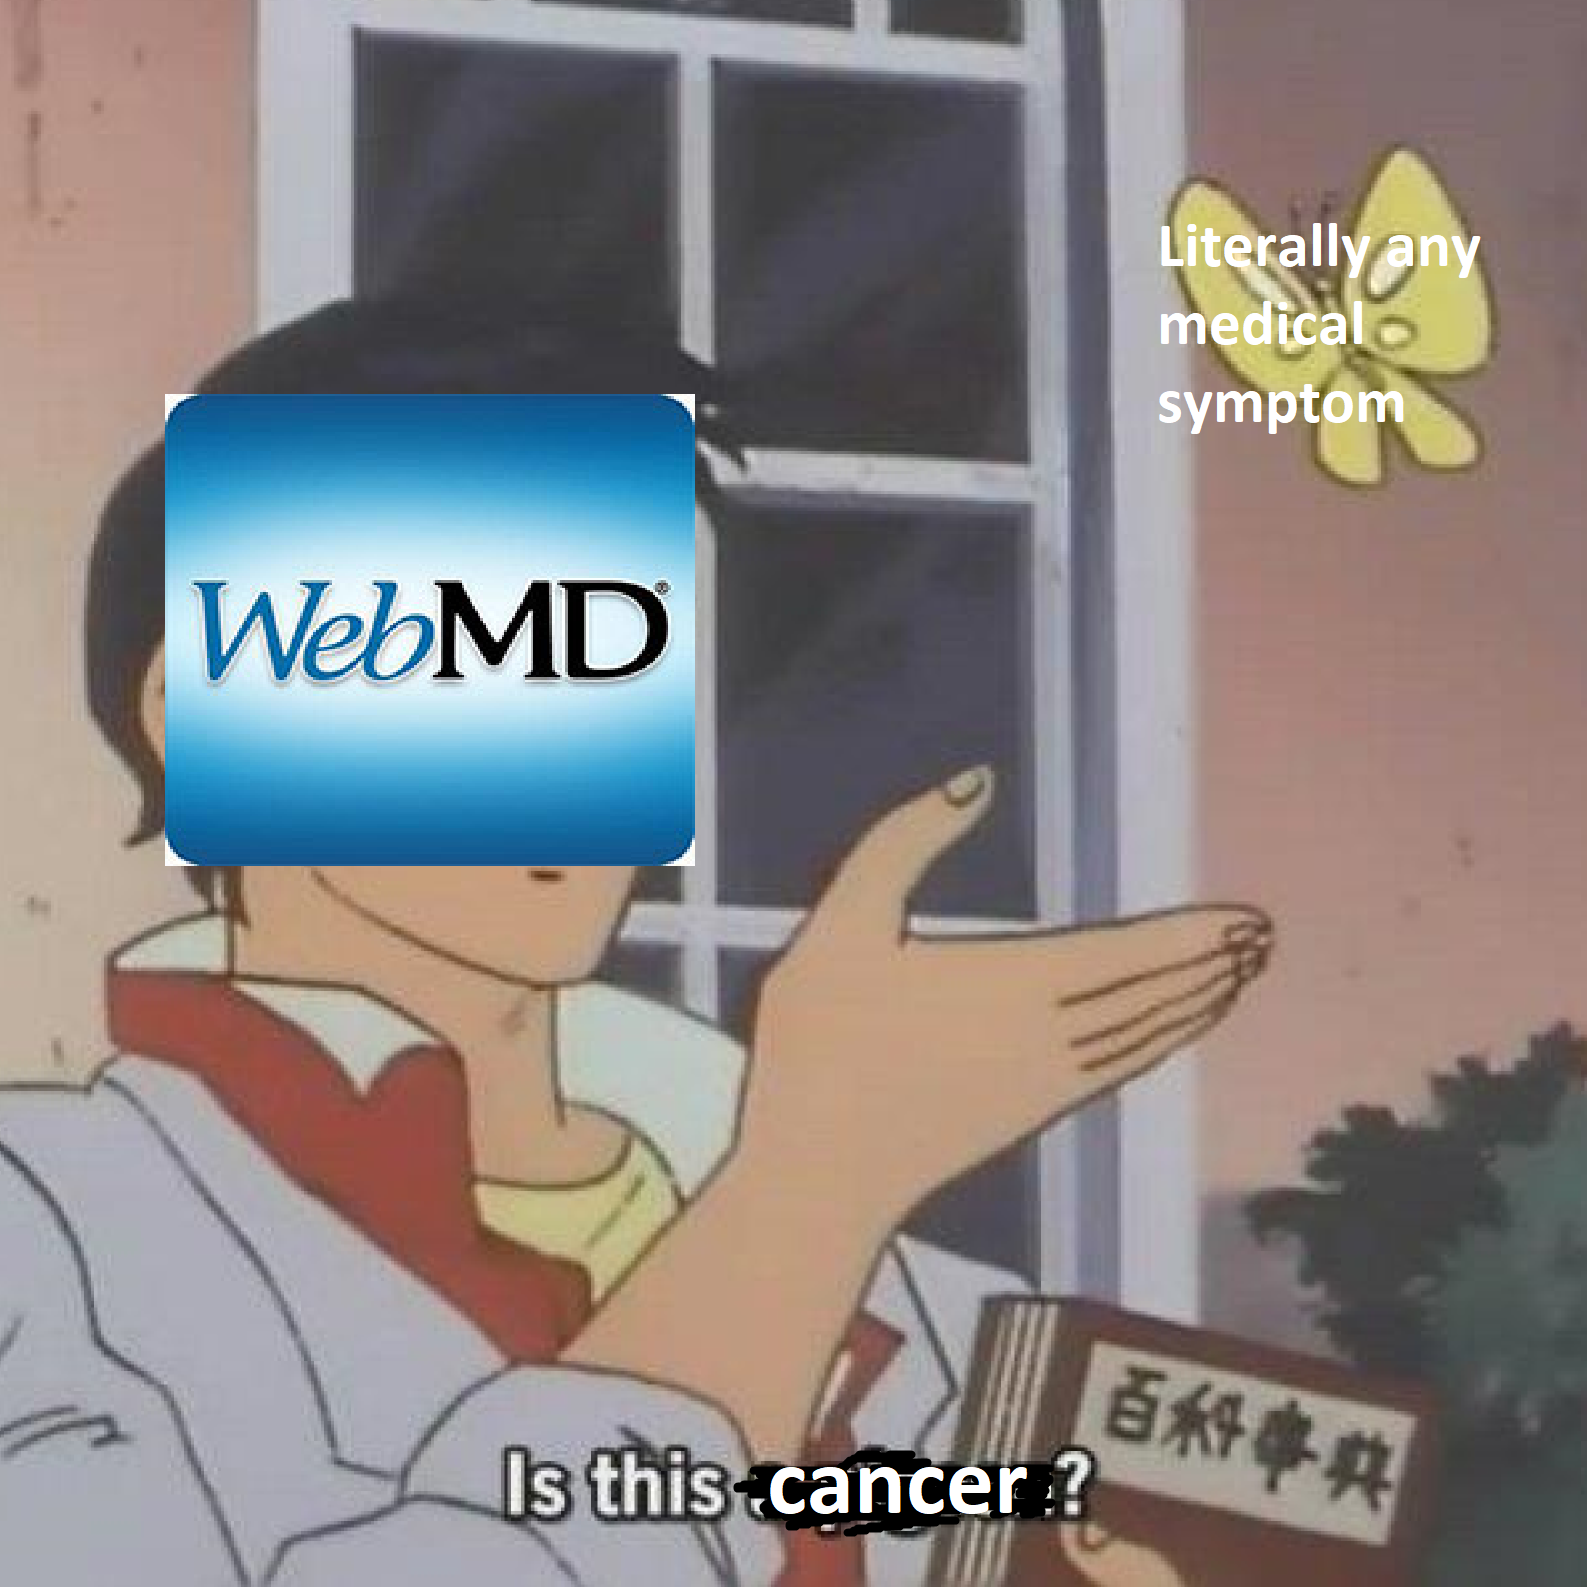 Literally any
medical
symptom
WebMD®
Is this cancer ?
百科事典